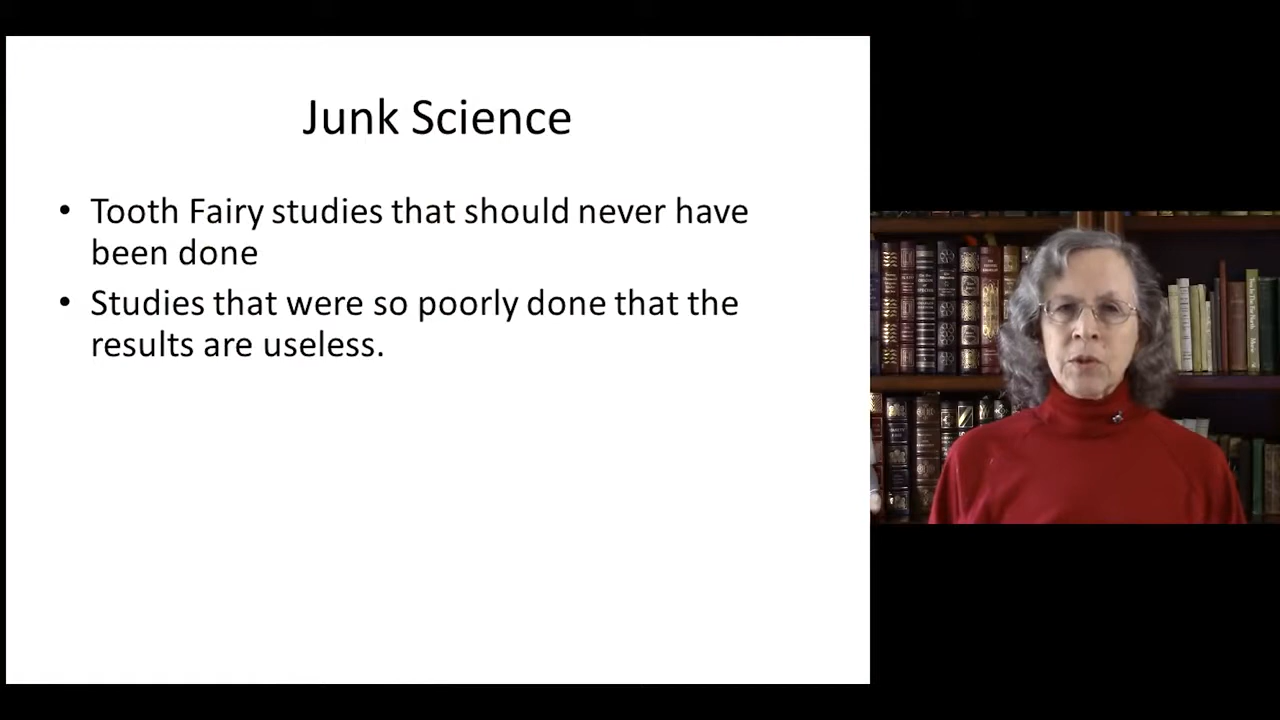 Junk Science
• Tooth Fairy studies that should never have
been done
• Studies that were so poorly done that the
results are useless.